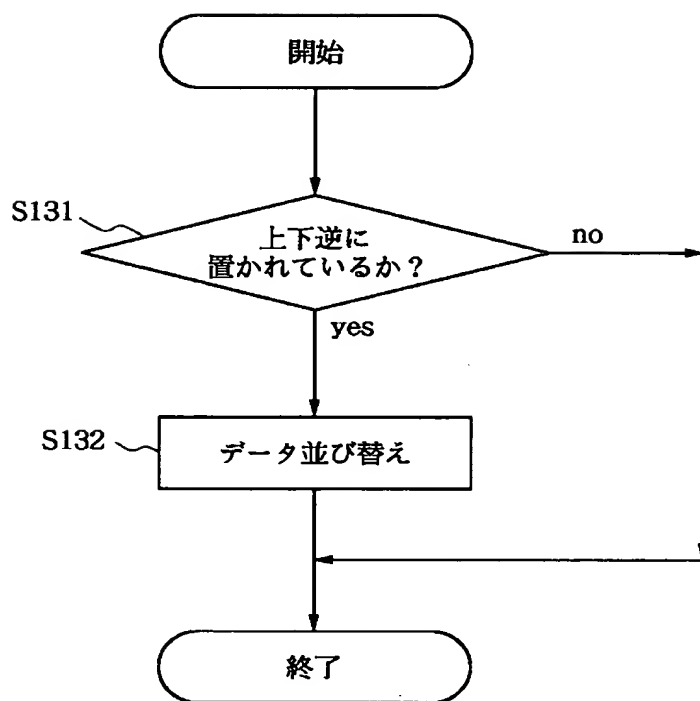 開始
S131
上下逆に
置かれているか？
no
yes
S132
データ並び替え
終了